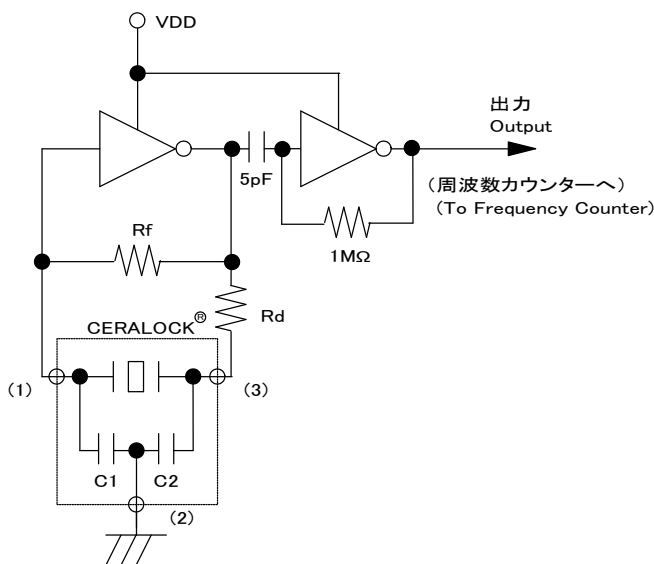 VDD
出力
Output
5pF
(周波数カウンターへ)
(To Frequency Counter)
Rf
1MΩ
Rd
CERALOCK®
(1)
(3)
C1
C2
(2)